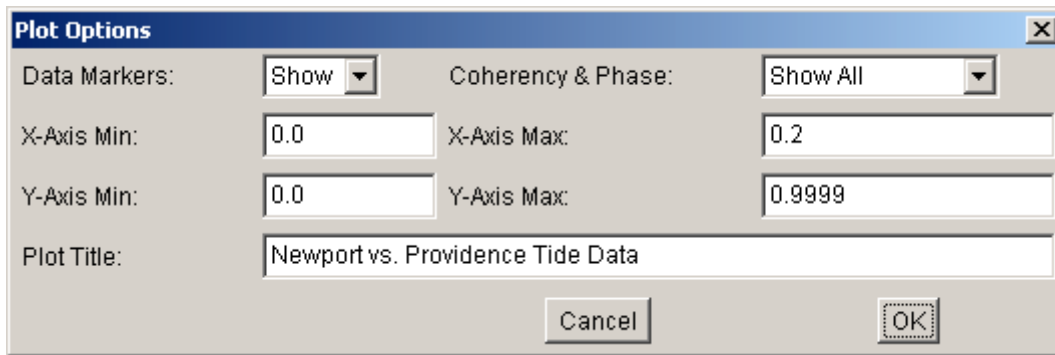 Plot Options
Data Markers: Show Coherency & Phase: Show All
X-Axis Min: 0.0 X-Axis Max: 0.2
Y-Axis Min: 0.0 Y-Axis Max: 0.9999
Plot Title: Newport vs. Providence Tide Data
Cancel OK